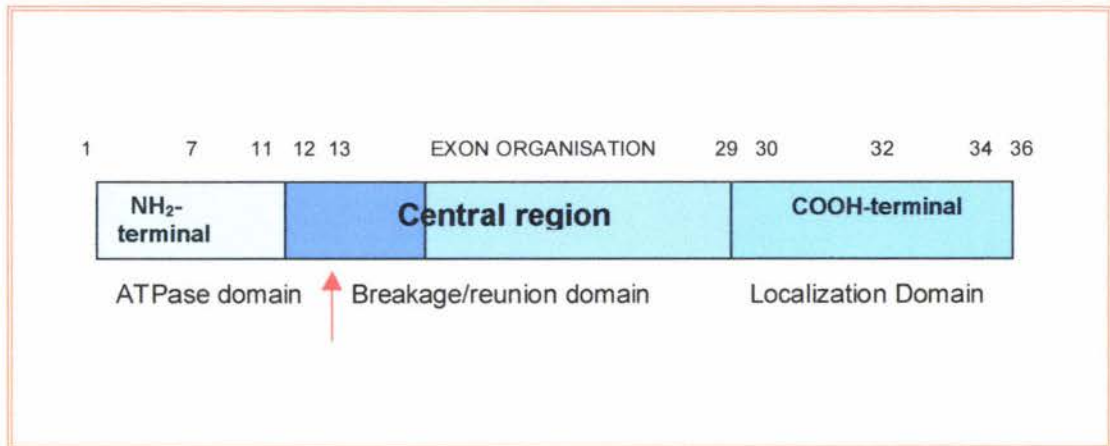 1 7 11 12 13 EXON ORGANISATION 29 30 32 34 36
NH₂-
terminal
Central region
COOH-terminal
ATPase domain
Breakage/reunion domain
Localization Domain